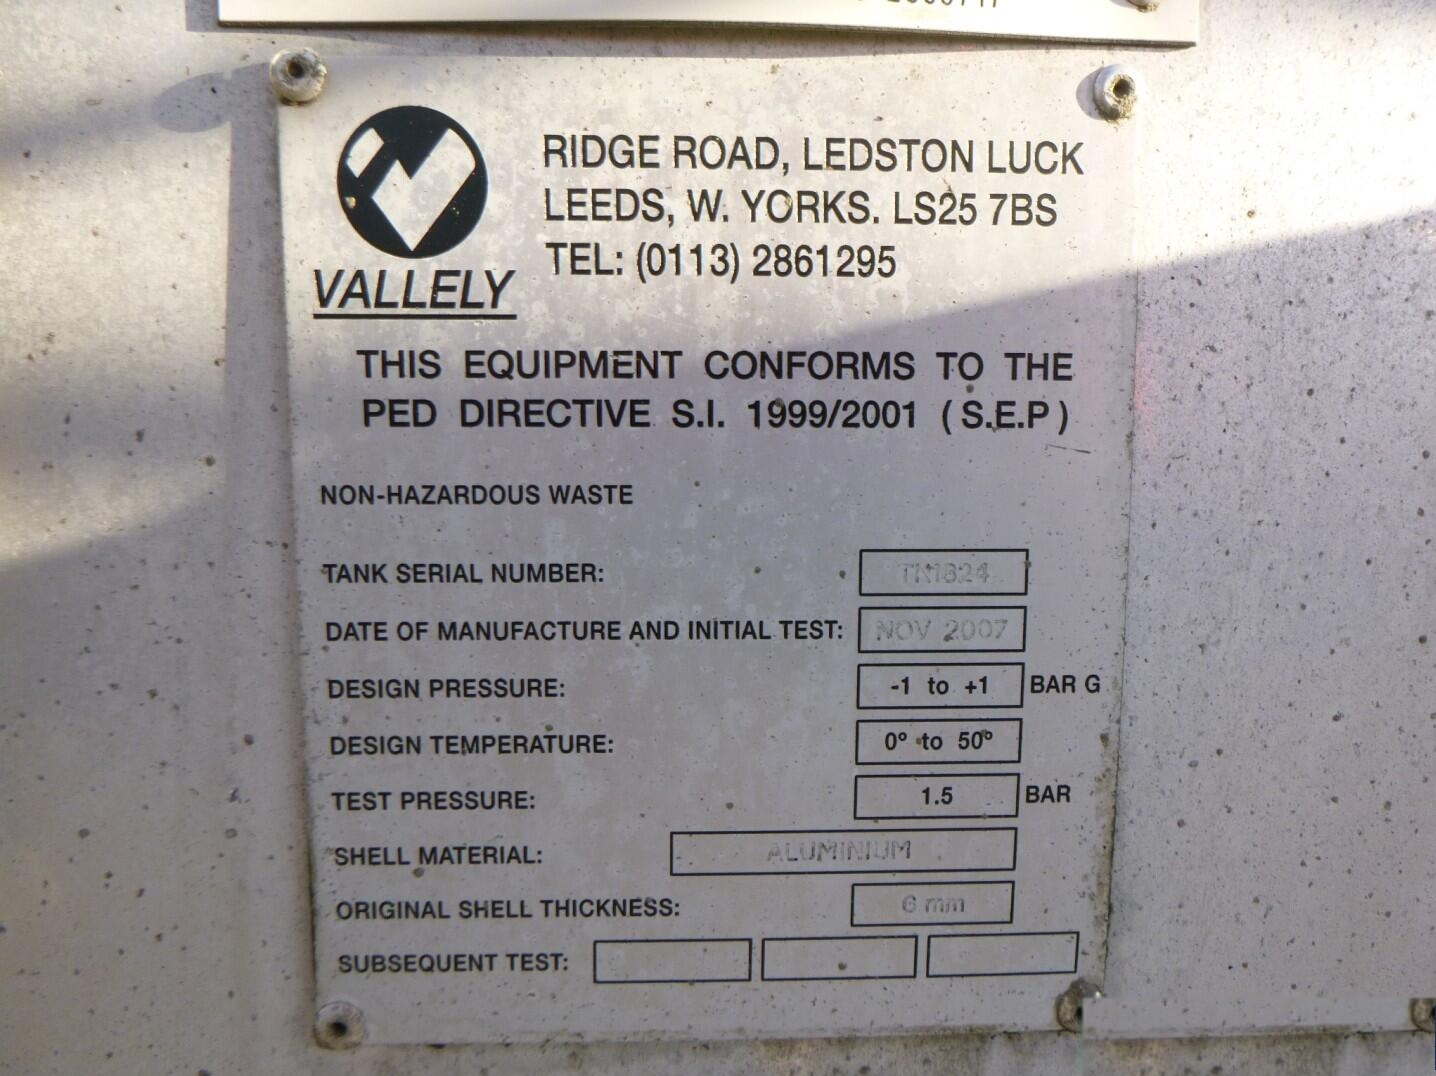 VALLELY
RIDGE ROAD, LEDSTON LUCK
LEEDS, W. YORKS. LS25 7BS
TEL: (0113) 2861295
THIS EQUIPMENT CONFORMS TO THE
PED DIRECTIVE S.I. 1999/2001 ( S.E.P )
NON-HAZARDOUS WASTE
TANK SERIAL NUMBER: TN1824
DATE OF MANUFACTURE AND INITIAL TEST: NOV 2007
DESIGN PRESSURE: -1 to +1 BAR G
DESIGN TEMPERATURE: 0º to 50º
TEST PRESSURE: 1.5 BAR
SHELL MATERIAL: ALUMINIUM
ORIGINAL SHELL THICKNESS: 6 mm
SUBSEQUENT TEST: